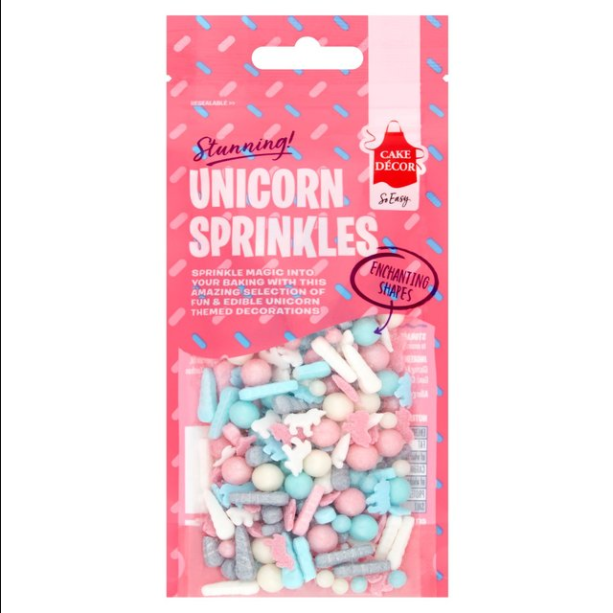 RESEALABLE
Stunning!
CAKE
DÉCOR
So Easy
UNICORN
SPRINKLES
ENCHANTING
SHAPES
SPRINKLE MAGIC INTO
YOUR BAKING WITH THIS
AMAZING SELECTION OF
FUN & EDIBLE UNICORN
THEMED DECORATIONS